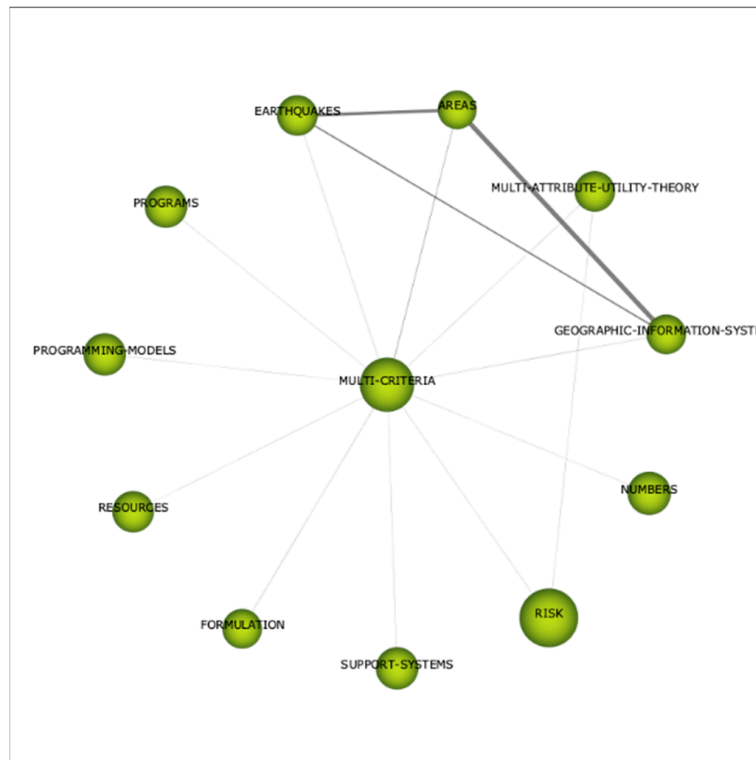 AREAS
EARTHQUAKES
MULTI-ATTRIBUTE-UTILITY-THEORY
PROGRAMS
GEOGRAPHIC-INFORMATION-SYSTE
PROGRAMMING-MODELS
MULTI-CRITERIA
NUMBERS
RESOURCES
RISK
FORMULATION
SUPPORT-SYSTEMS